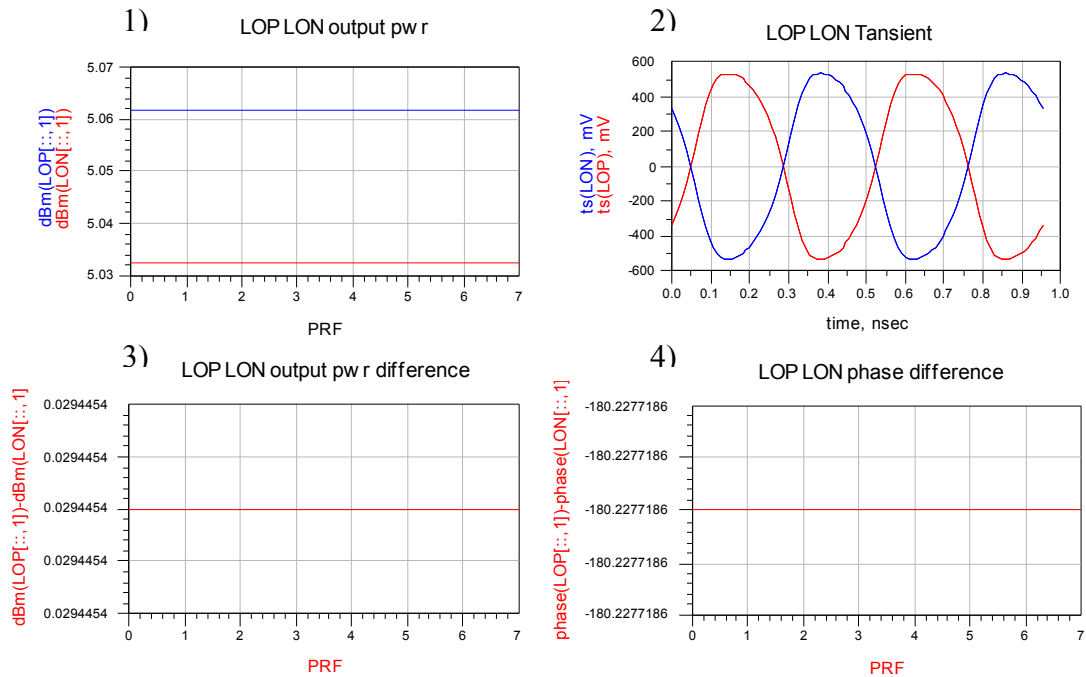 1)
LOP LON output pw r
dBm(LOP[::,1])
dBm(LON[::,1])
5.07
5.06
5.05
5.04
5.03
0 1 2 3 4 5 6 7
PRF
2)
LOP LON Tansient
ts(LON), mV
ts(LOP), mV
600
400
200
0
-200
-400
-600
0.0 0.1 0.2 0.3 0.4 0.5 0.6 0.7 0.8 0.9 1.0
time, nsec
3)
LOP LON output pw r difference
dBm(LOP[::,1])-dBm(LON[::,1]
0.0294454
0.0294454
0.0294454
0.0294454
0.0294454
0 1 2 3 4 5 6 7
PRF
4)
LOP LON phase difference
phase(LOP[::,1])-phase(LON[::,1]
-180.2277186
-180.2277186
-180.2277186
-180.2277186
-180.2277186
0 1 2 3 4 5 6 7
PRF